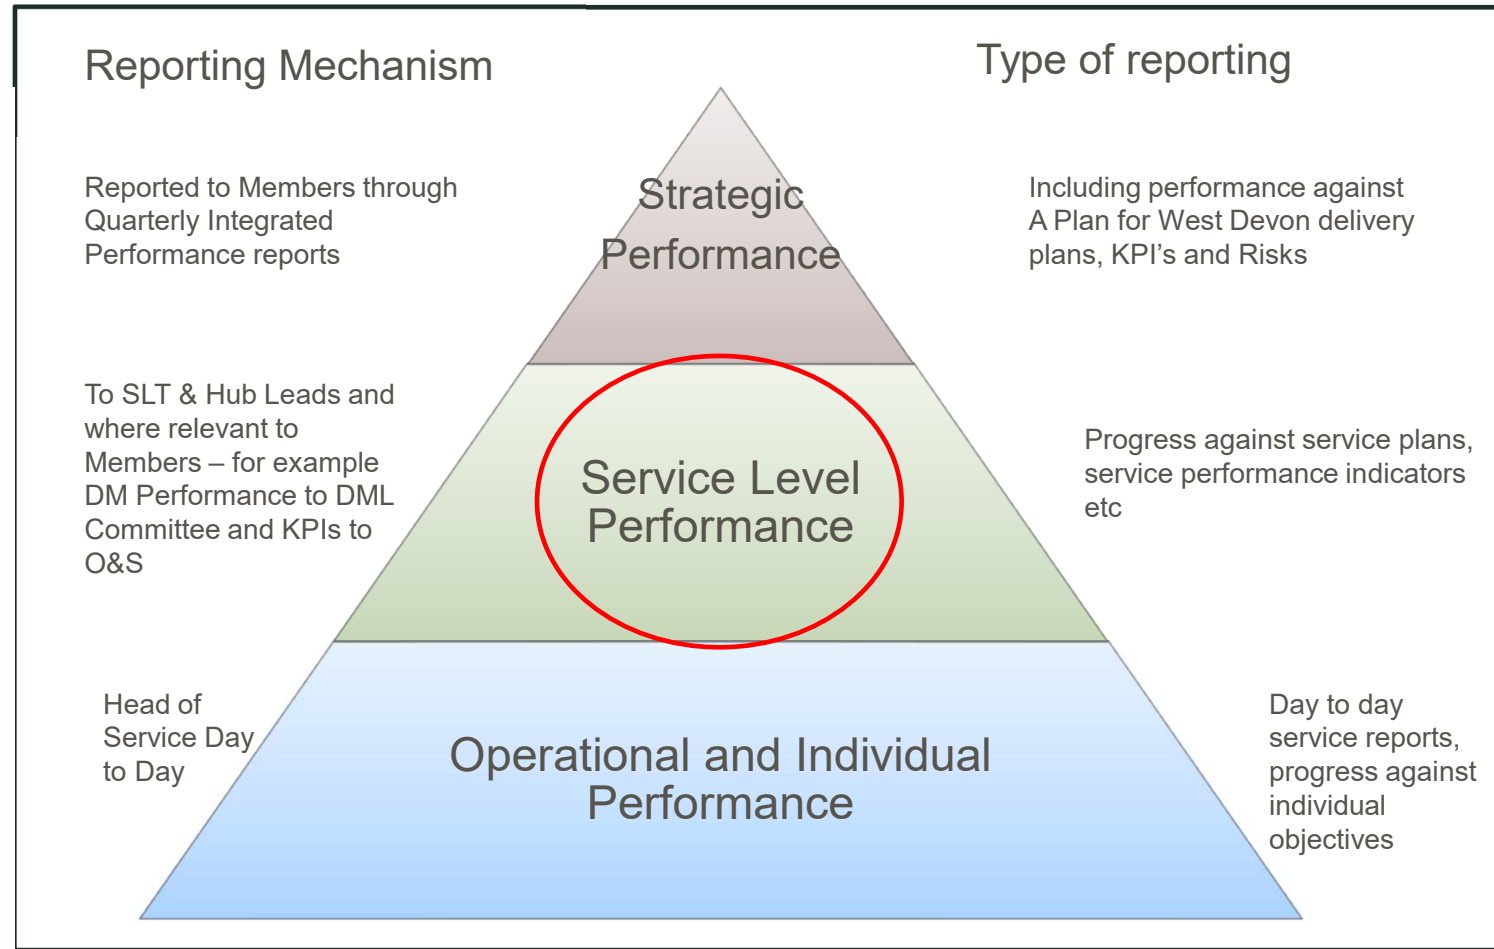 Reporting Mechanism
Type of reporting
Reported to Members through
Quarterly Integrated
Performance reports
Strategic
Performance
Including performance against
A Plan for West Devon delivery
plans, KPI’s and Risks
To SLT & Hub Leads and
where relevant to
Members – for example
DM Performance to DML
Committee and KPIs to
O&S
Service Level
Performance
Progress against service plans,
service performance indicators
etc
Head of
Service Day
to Day
Operational and Individual
Performance
Day to day
service reports,
progress against
individual
objectives